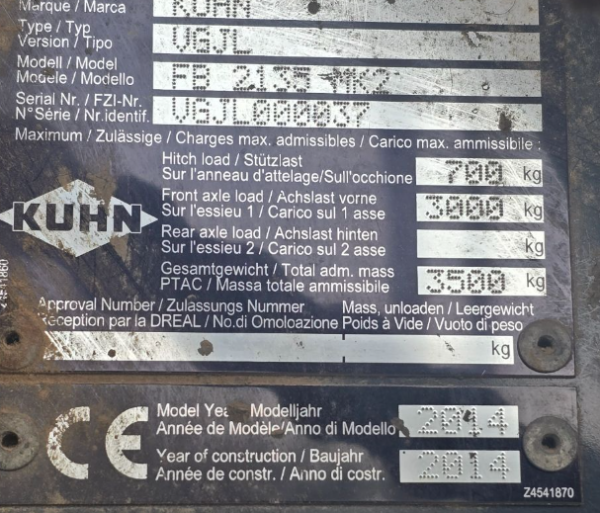 Marque / Marca KUHN
Type / Typ
Version / Tipo VGJL
Modell / Model
Modèle / Modello FB 2135 MK2
Serial Nr. / FZI-Nr.
N°Série / Nr.identif. VGJL000037
Maximum / Zulässige / Charges max. admissibles / Carico max. ammissibile :
Hitch load / Stützlast
Sur l'anneau d'attelage/Sull'occhione 700 kg
Front axle load / Achslast vorne
Sur l'essieu 1 / Carico sul 1 asse 3000 kg
KUHN
Rear axle load / Achslast hinten
Sur l'essieu 2 / Carico sul 2 asse kg
Gesamtgewicht / Total adm. mass
PTAC / Massa totale ammissibile 3500 kg
Approval Number / Zulassungs Nummer Mass, unloaden / Leergewicht
ception par la DREAL / No.di Omoloazione Poids à Vide / Vuoto di peso
kg
CE
Model Yea Modelljahr
Année de Modèle/Anno di Modello 2014
Year of construction / Baujahr
Année de constr. / Anno di costr. 2014
Z4541870